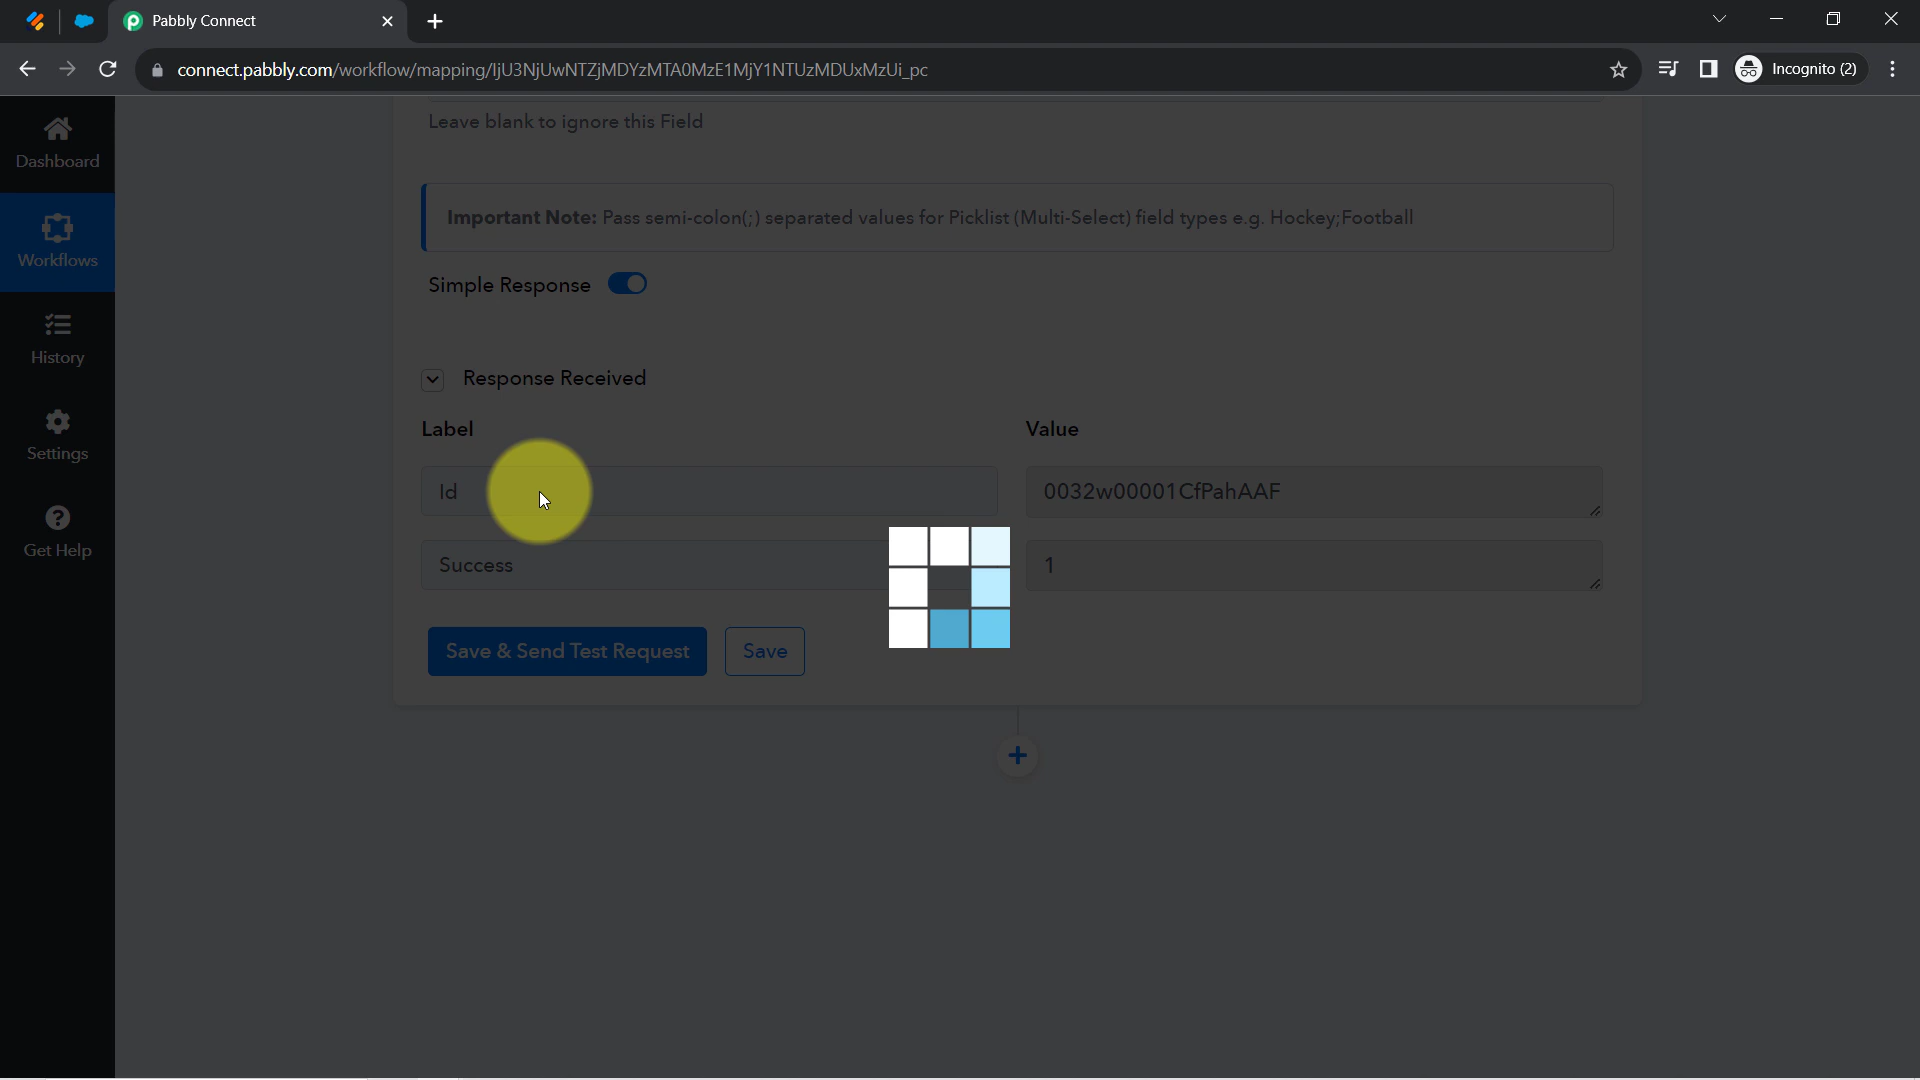 Pabbly Connect
connect.pabbly.com/workflow/mapping/IjU3NjUwNTZjMDYzMTA0MzE1MjY1NTUzMDUxMzUi_pc
Incognito (2)
Dashboard
Workflows
History
Settings
Get Help
Leave blank to ignore this Field
Important Note: Pass semi-colon(;) separated values for Picklist (Multi-Select) field types e.g. Hockey;Football
Simple Response
Response Received
Label Value
Id 0032w00001CfPahAAF
Success 1
Save & Send Test Request Save